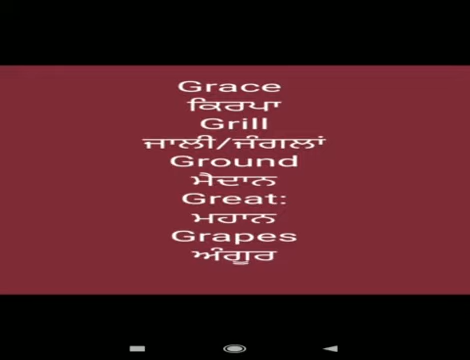 Grace
ਕਿਰਪਾ
Grill
ਜਾਲੀ/ਜੰਗਲਾਂ
Ground
ਮੈਦਾਨ
Great:
ਮਹਾਨ
Grapes
ਅੰਗੂਰ